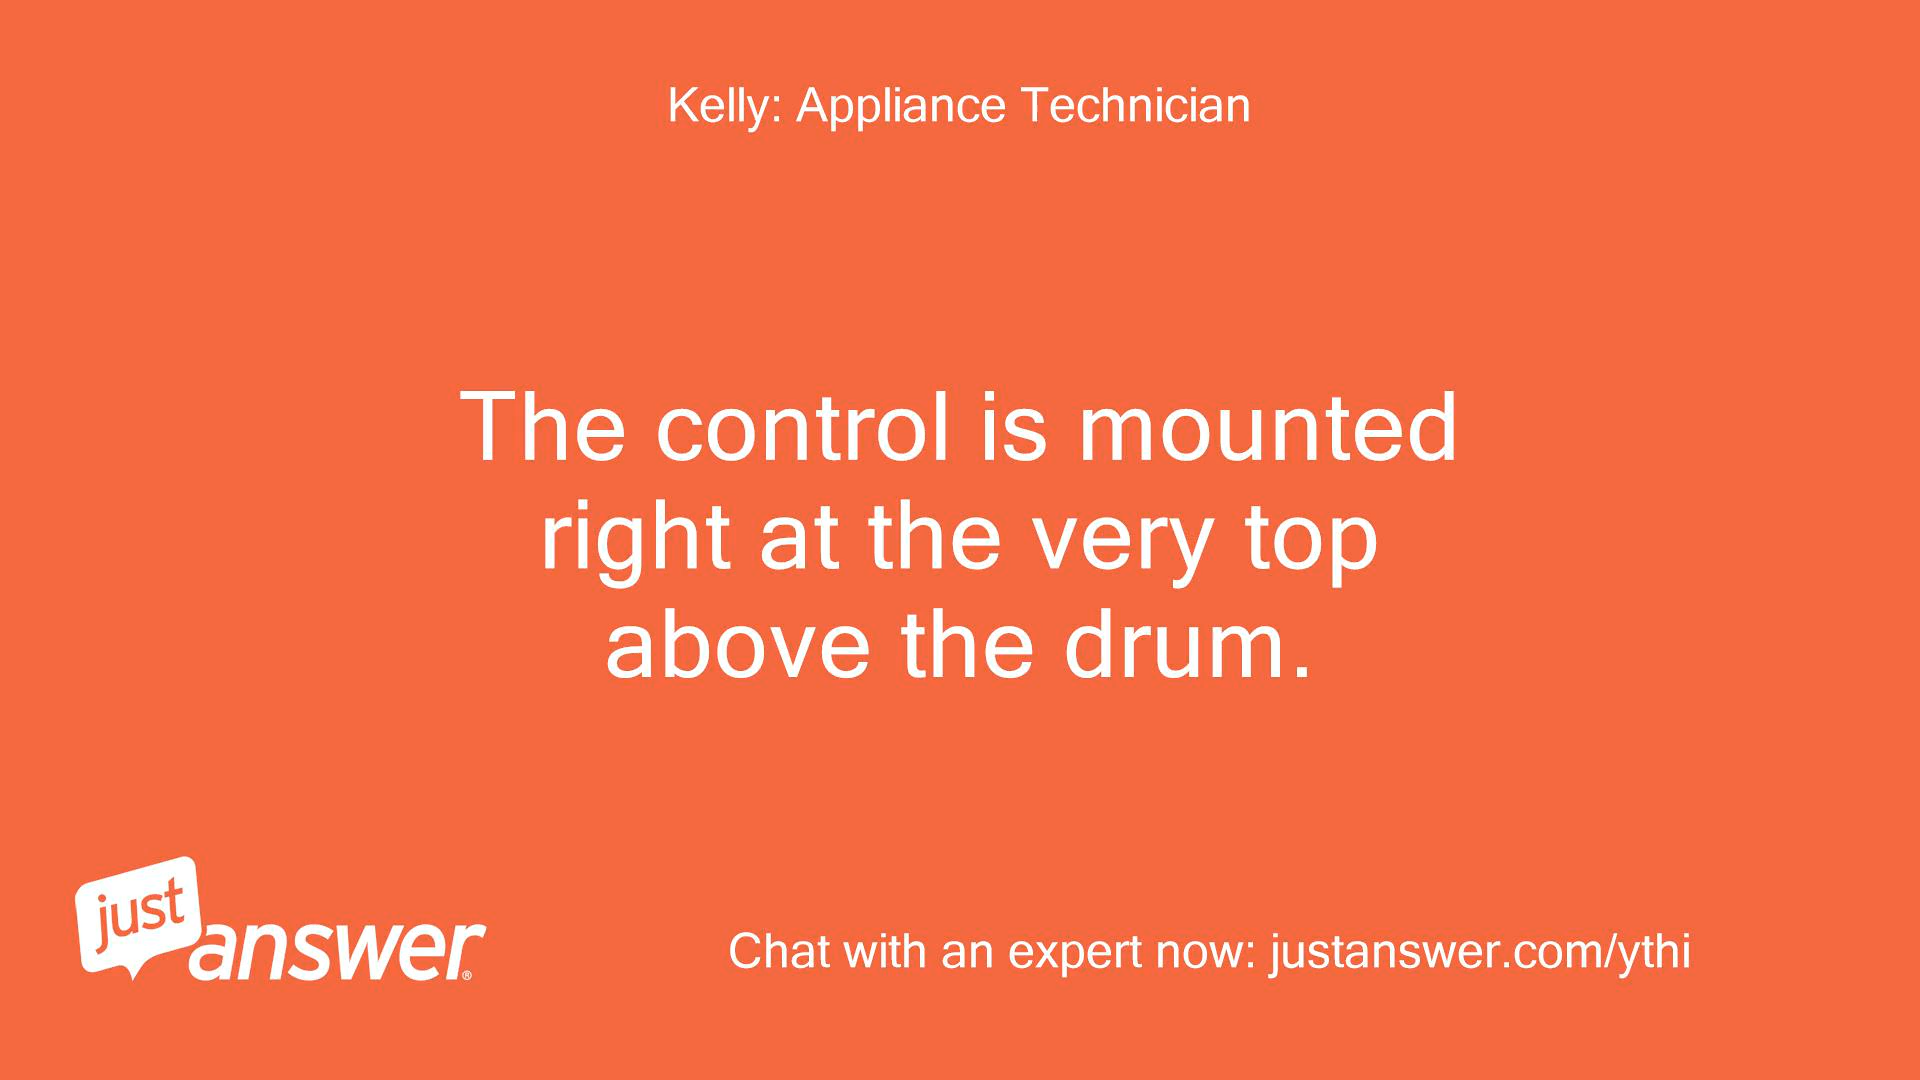 Kelly: Appliance Technician
The control is mounted
right at the very top
above the drum.
just
answer®
Chat with an expert now: justanswer.com/ythi